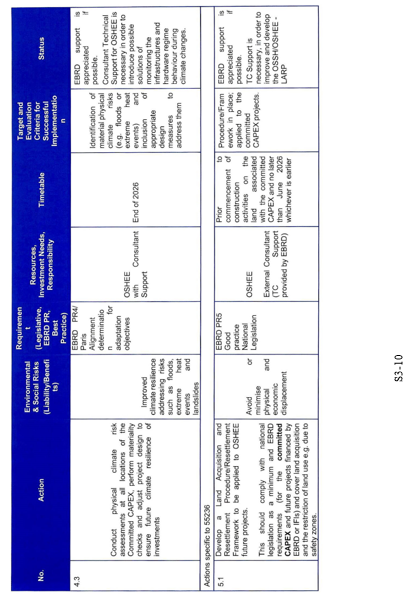 No.
Action
Environmental
& Social Risks
(Liability/Benefi
ts)
Requiremen
t
(Legislative,
EBRD PR,
Best
Practice)
Resources,
Investment Needs,
Responsibility
Timetable
Target and
Evaluation
Criteria for
Successful
Implementatio
n
Status
4.3
Conduct physical climate risk
assessments at all locations of the
Committed CAPEX, perform materiality
checks and adjust project design to
ensure future climate resilience of
investments
Improved
climate resilience
addressing risks
such as floods,
extreme heat
events and
landslides
EBRD PR4/
Paris
Alignment
determinatio
n for
adaptation
objectives
OSHEE
with Consultant
Support
End of 2026
Identification of
material physical
climate risks
(e.g. floods or
extreme heat
events) and
inclusion of
appropriate
design
measures to
address them
EBRD support is
appreciated if
possible.
Consultant Technical
Support for OSHEE is
necessary in order to
introduce possible
solutions of
monitoring the
infrastructures and
hardware regime
behaviour during
climate changes.
Actions specific to 55236
5.1
Develop a Land Acquisition and
Resettlement Procedure/Resettlement
Framework to be applied to OSHEE
future projects.
This should comply with national
legislation as a minimum and EBRD
requirements (for the committed
CAPEX and future projects financed by
EBRD or IFIs) and cover land acquisition
and the restriction of land use e.g. due to
safety zones.
Avoid or
minimise
physical and
economic
displacement
EBRD PR5
Good
practice
National
Legislation
OSHEE
External Consultant
(TC Support
provided by EBRD)
Prior to
commencement of
construction
activities on the
land associated
with the committed
CAPEX and no later
than June 2026
whichever is earlier
Procedure/Fram
ework in place;
applied to the
committed
CAPEX projects.
EBRD support is
appreciated if
possible.
TC Support is
necessary, in order to
improve and develop
the OSSH/OSHEE -
LARP
S3-10